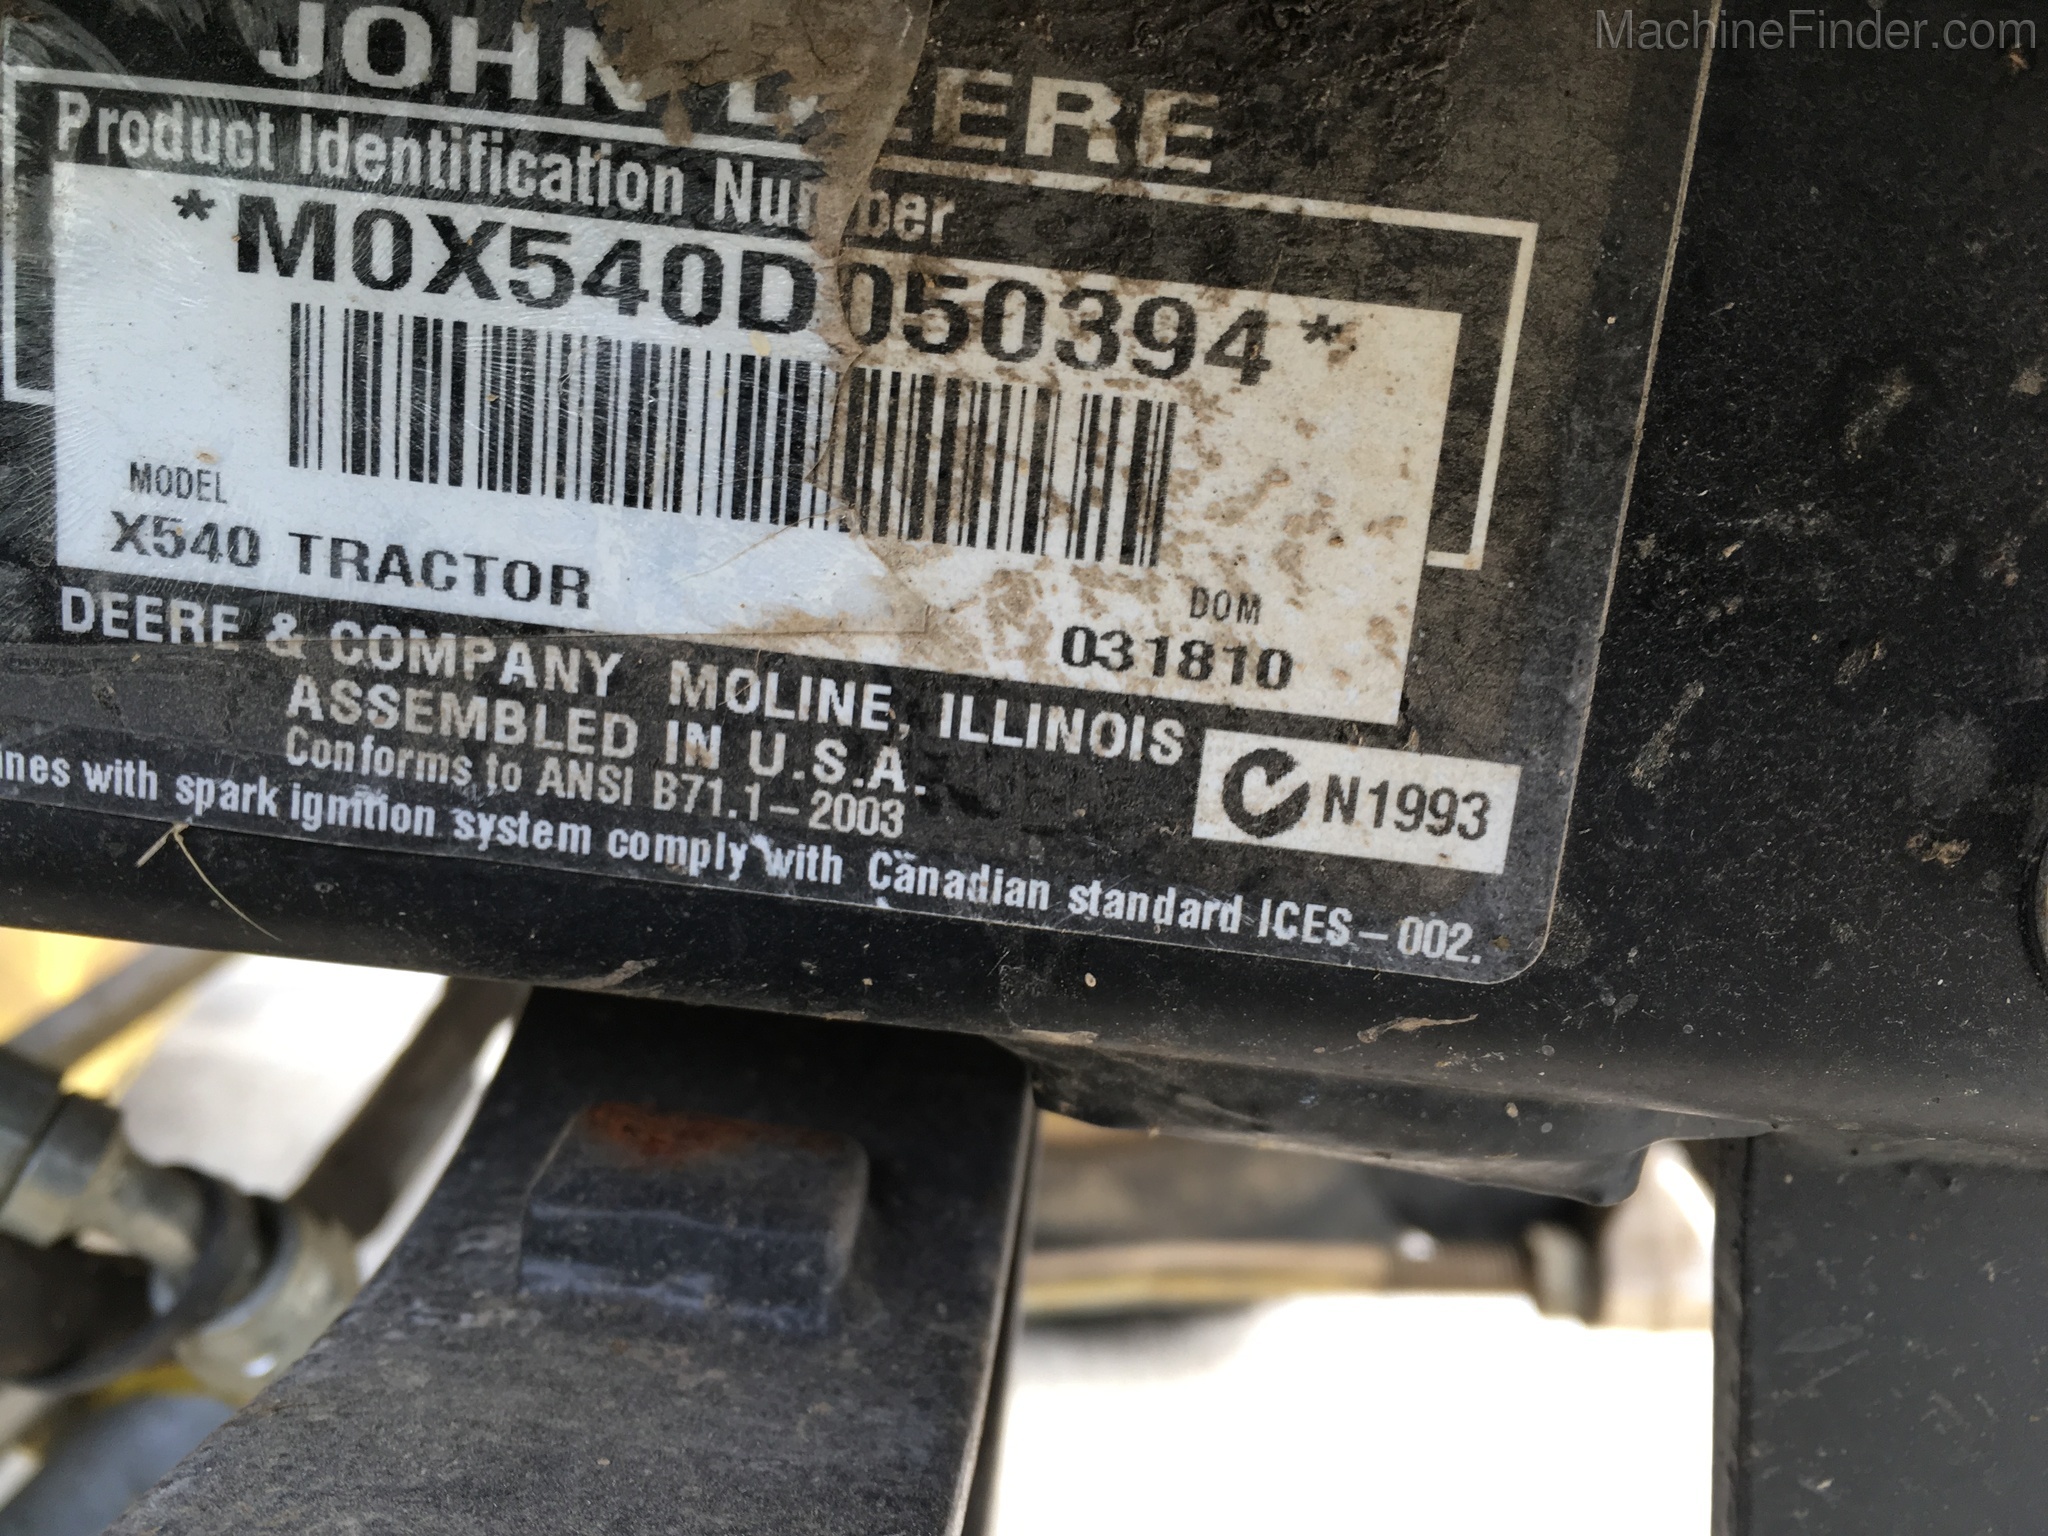 MachineFinder.com
JOHN DEERE
Product Identification Number
*M0X540D050394*
MODEL
X540 TRACTOR
DOM
031810
DEERE & COMPANY MOLINE, ILLINOIS
ASSEMBLED IN U.S.A.
Conforms to ANSI B71.1-2003
N1993
ines with spark ignition system comply with Canadian standard ICES-002.